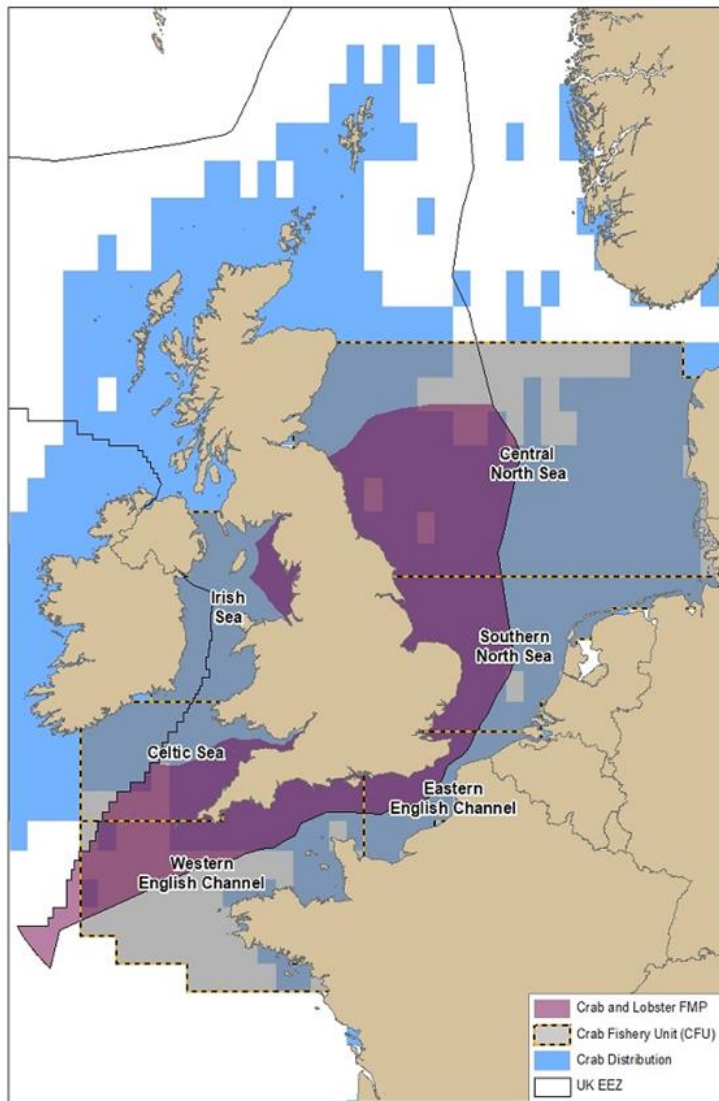 Central
North Sea
Irish
Sea
Southern
North Sea
Celtic Sea
Eastern
English Channel
Western
English Channel
Crab and Lobster FMP
Crab Fishery Unit (CFU)
Crab Distribution
UK EEZ